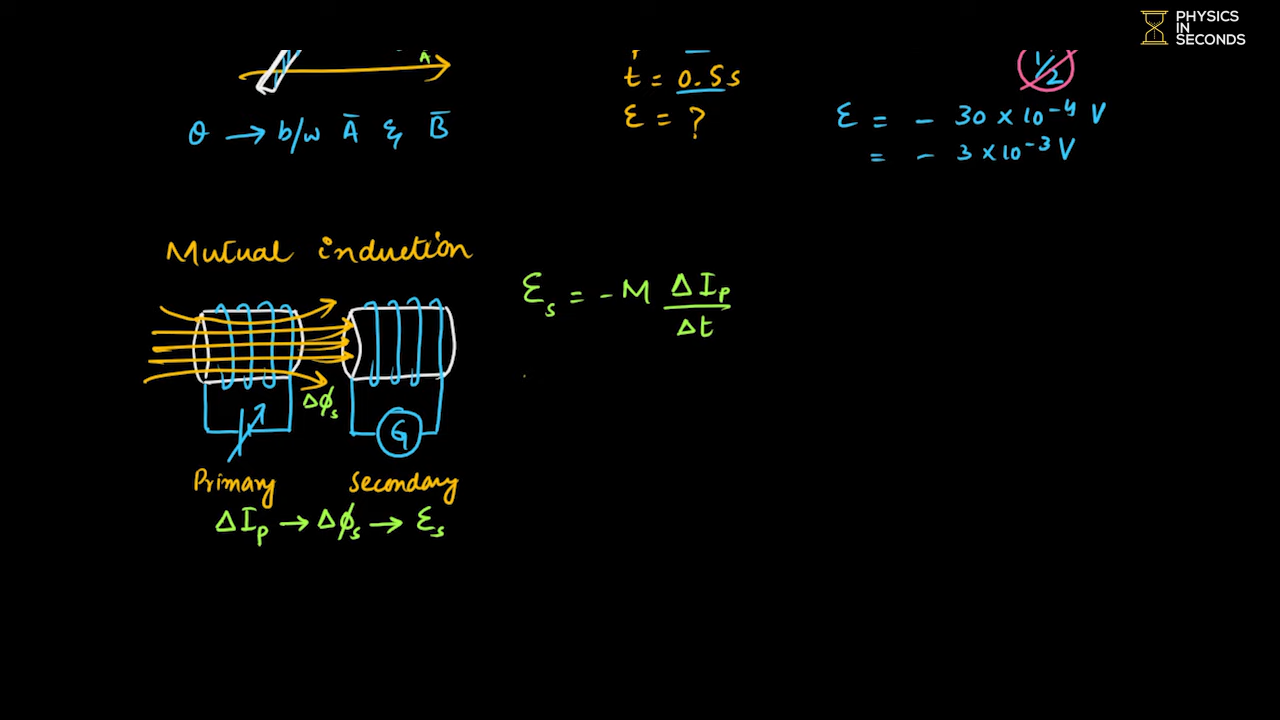 PHYSICS
IN
SECONDS
A
t = 0.5 s
ε = ?
1/2
ε = - 30 × 10⁻⁴ V
= - 3 × 10⁻³ V
θ → b/w A̅ & B̅
Mutual induction
εₛ = - M ΔIₚ / Δt
Δϕₛ
G
Primary
Secondary
ΔIₚ → Δϕₛ → εₛ